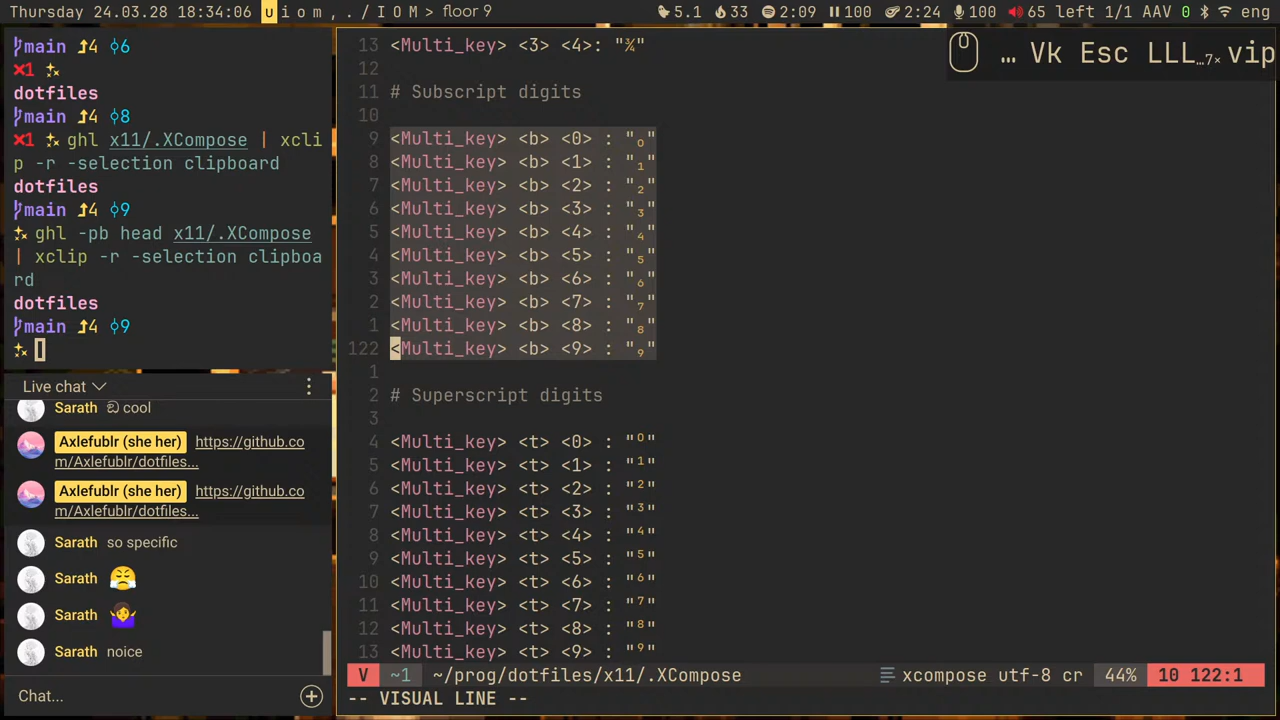 Thursday 24.03.28 18:34:06 u i o m , . / I O M > floor 9 5.1 33 2:09 100 2:24 100 65 left 1/1 AAV 0 eng
main 4 6
1
dotfiles
main 4 8
1 ghl x11/.XCompose | xcli
p -r -selection clipboard
dotfiles
main 4 9
ghl -pb head x11/.XCompose
| xclip -r -selection clipboa
rd
dotfiles
main 4 9
Live chat
Sarath ඞ cool
Axlefublr (she her) https://github.co
m/Axlefublr/dotfiles...
Axlefublr (she her) https://github.co
m/Axlefublr/dotfiles...
Sarath so specific
Sarath 😤
Sarath 🤷‍♀️
Sarath noice
Chat...
13 <Multi_key> <3> <4>: "¾"
12
11 # Subscript digits
10
9 <Multi_key> <b> <0> : "₀"
8 <Multi_key> <b> <1> : "₁"
7 <Multi_key> <b> <2> : "₂"
6 <Multi_key> <b> <3> : "₃"
5 <Multi_key> <b> <4> : "₄"
4 <Multi_key> <b> <5> : "₅"
3 <Multi_key> <b> <6> : "₆"
2 <Multi_key> <b> <7> : "₇"
1 <Multi_key> <b> <8> : "₈"
122 <Multi_key> <b> <9> : "₉"
1
2 # Superscript digits
3
4 <Multi_key> <t> <0> : "⁰"
5 <Multi_key> <t> <1> : "¹"
6 <Multi_key> <t> <2> : "²"
7 <Multi_key> <t> <3> : "³"
8 <Multi_key> <t> <4> : "⁴"
9 <Multi_key> <t> <5> : "⁵"
10 <Multi_key> <t> <6> : "⁶"
11 <Multi_key> <t> <7> : "⁷"
12 <Multi_key> <t> <8> : "⁸"
13 <Multi_key> <t> <9> : "⁹"
V ~1 ~/prog/dotfiles/x11/.XCompose xcompose utf-8 cr 44% 10 122:1
-- VISUAL LINE --
… Vk Esc LLL…₇ₓ vip